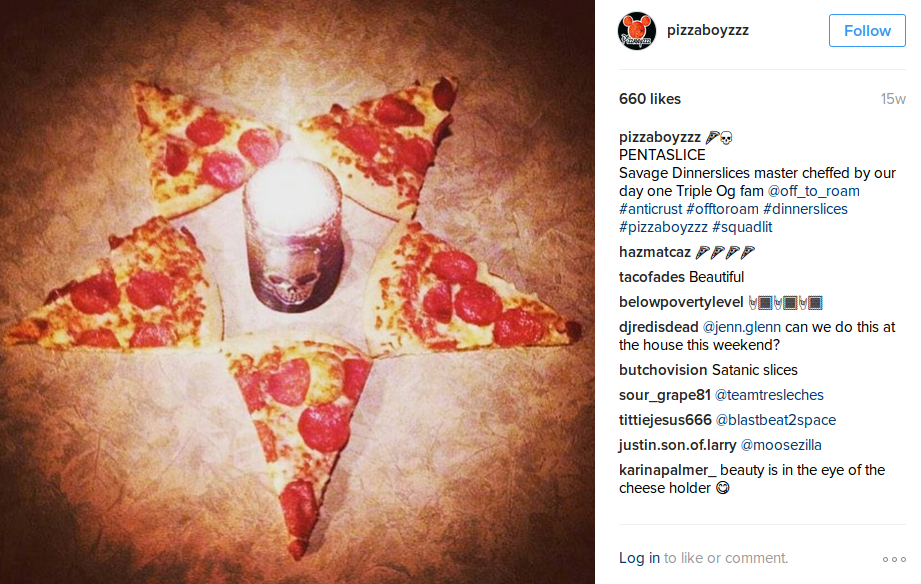 pizzaboyzzz
Follow
660 likes
15w
pizzaboyzzz 🍕💀
PENTASLICE
Savage Dinnerslices master cheffed by our
day one Triple Og fam @off_to_roam
#anticrust #offtoroam #dinnerslices
#pizzaboyzzz #squadlit
hazmatcaz 🍕🍕🍕🍕
tacofades Beautiful
belowpovertylevel
djredisdead @jenn.glenn can we do this at
the house this weekend?
butchovision Satanic slices
sour_grape81 @teamtresleches
tittiejesus666 @blastbeat2space
justin.son.of.larry @moosezilla
karinapalmer_ beauty is in the eye of the
cheese holder 😋
Log in to like or comment.